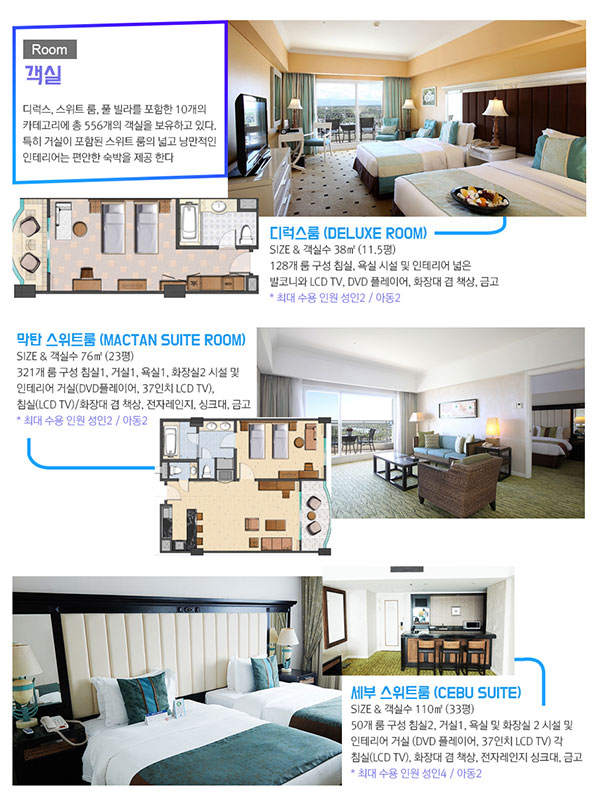 Room
객실
디럭스, 스위트 룸, 풀 빌라를 포함한 10개의
카테고리에 총 556개의 객실을 보유하고 있다.
특히 거실이 포함된 스위트 룸의 넓고 낭만적인
인테리어는 편안한 숙박을 제공 한다
디럭스룸 (DELUXE ROOM)
SIZE & 객실수 38㎡ (11.5평)
128개 룸 구성 침실, 욕실 시설 및 인테리어 넓은
발코니와 LCD TV, DVD 플레이어, 화장대 겸 책상, 금고
* 최대 수용 인원 성인2 / 아동2
막탄 스위트룸 (MACTAN SUITE ROOM)
SIZE & 객실수 76㎡ (23평)
321개 룸 구성 침실1, 거실1, 욕실1, 화장실2 시설 및
인테리어 거실(DVD플레이어, 37인치 LCD TV),
침실(LCD TV)/화장대 겸 책상, 전자레인지, 싱크대, 금고
* 최대 수용 인원 성인2 / 아동2
세부 스위트룸 (CEBU SUITE)
SIZE & 객실수 110㎡ (33평)
50개 룸 구성 침실2, 거실1, 욕실 및 화장실 2 시설 및
인테리어 거실 (DVD 플레이어, 37인치 LCD TV) 각
침실(LCD TV), 화장대 겸 책상, 전자레인지 싱크대, 금고
* 최대 수용 인원 성인4 / 아동2